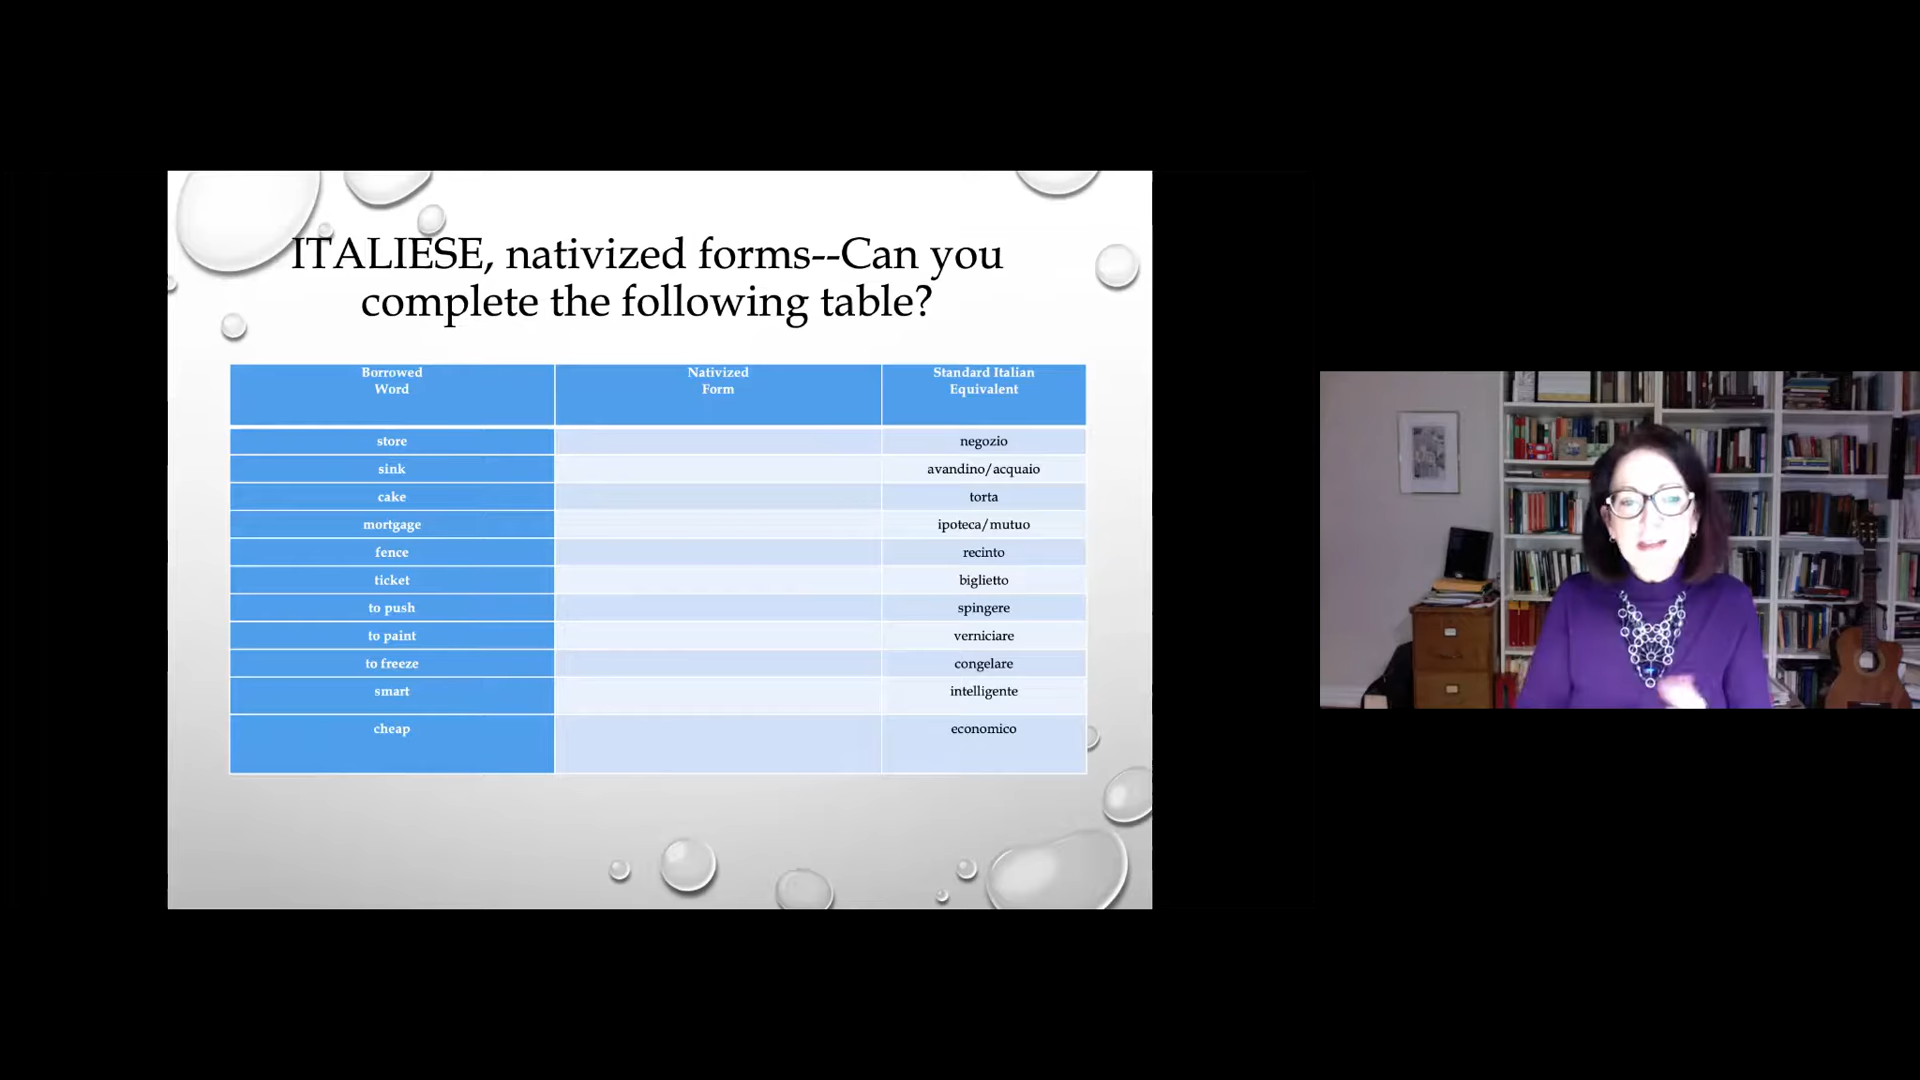 ITALIESE, nativized forms--Can you
complete the following table?
Borrowed Word
Nativized Form
Standard Italian Equivalent
store negozio
sink avandino/acquaio
cake torta
mortgage ipoteca/mutuo
fence recinto
ticket biglietto
to push spingere
to paint verniciare
to freeze congelare
smart intelligente
cheap economico